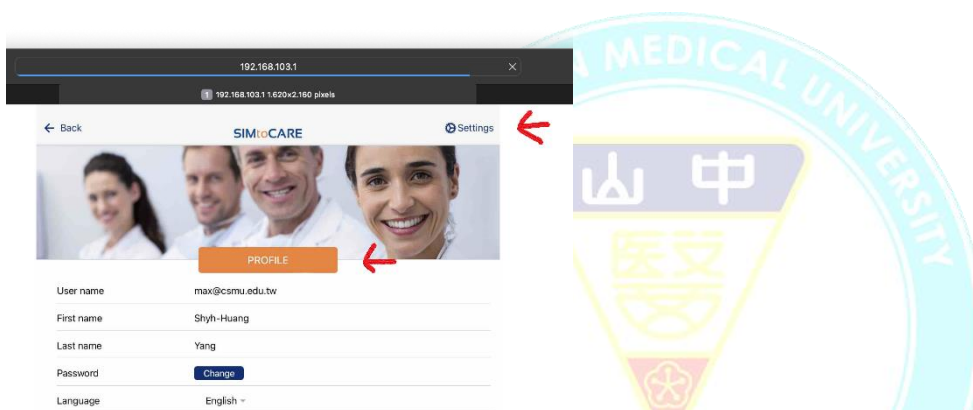 192.168.103.1
1 192.168.103.1 1.620×2.160 pixels
← Back
SIMtoCARE
Settings
PROFILE
User name max@csmu.edu.tw
First name Shyh-Huang
Last name Yang
Password Change
Language English
MEDICAL UNIVERSITY
山中
醫